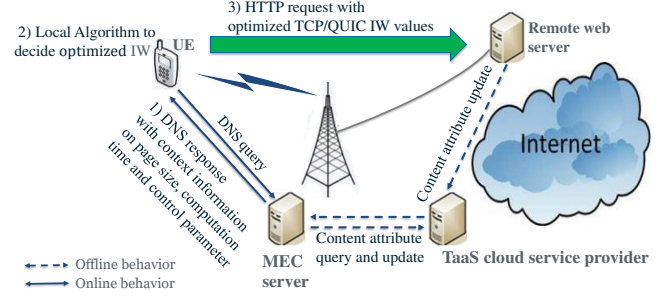 3) HTTP request with
optimized TCP/QUIC IW values
2) Local Algorithm to
decide optimized IW
UE
Remote web
server
DNS query
1) DNS response
with context information
on page size, computation
time and control parameter
Content attribute update
Internet
Content attribute
query and update
MEC
server
TaaS cloud service provider
Offline behavior
Online behavior